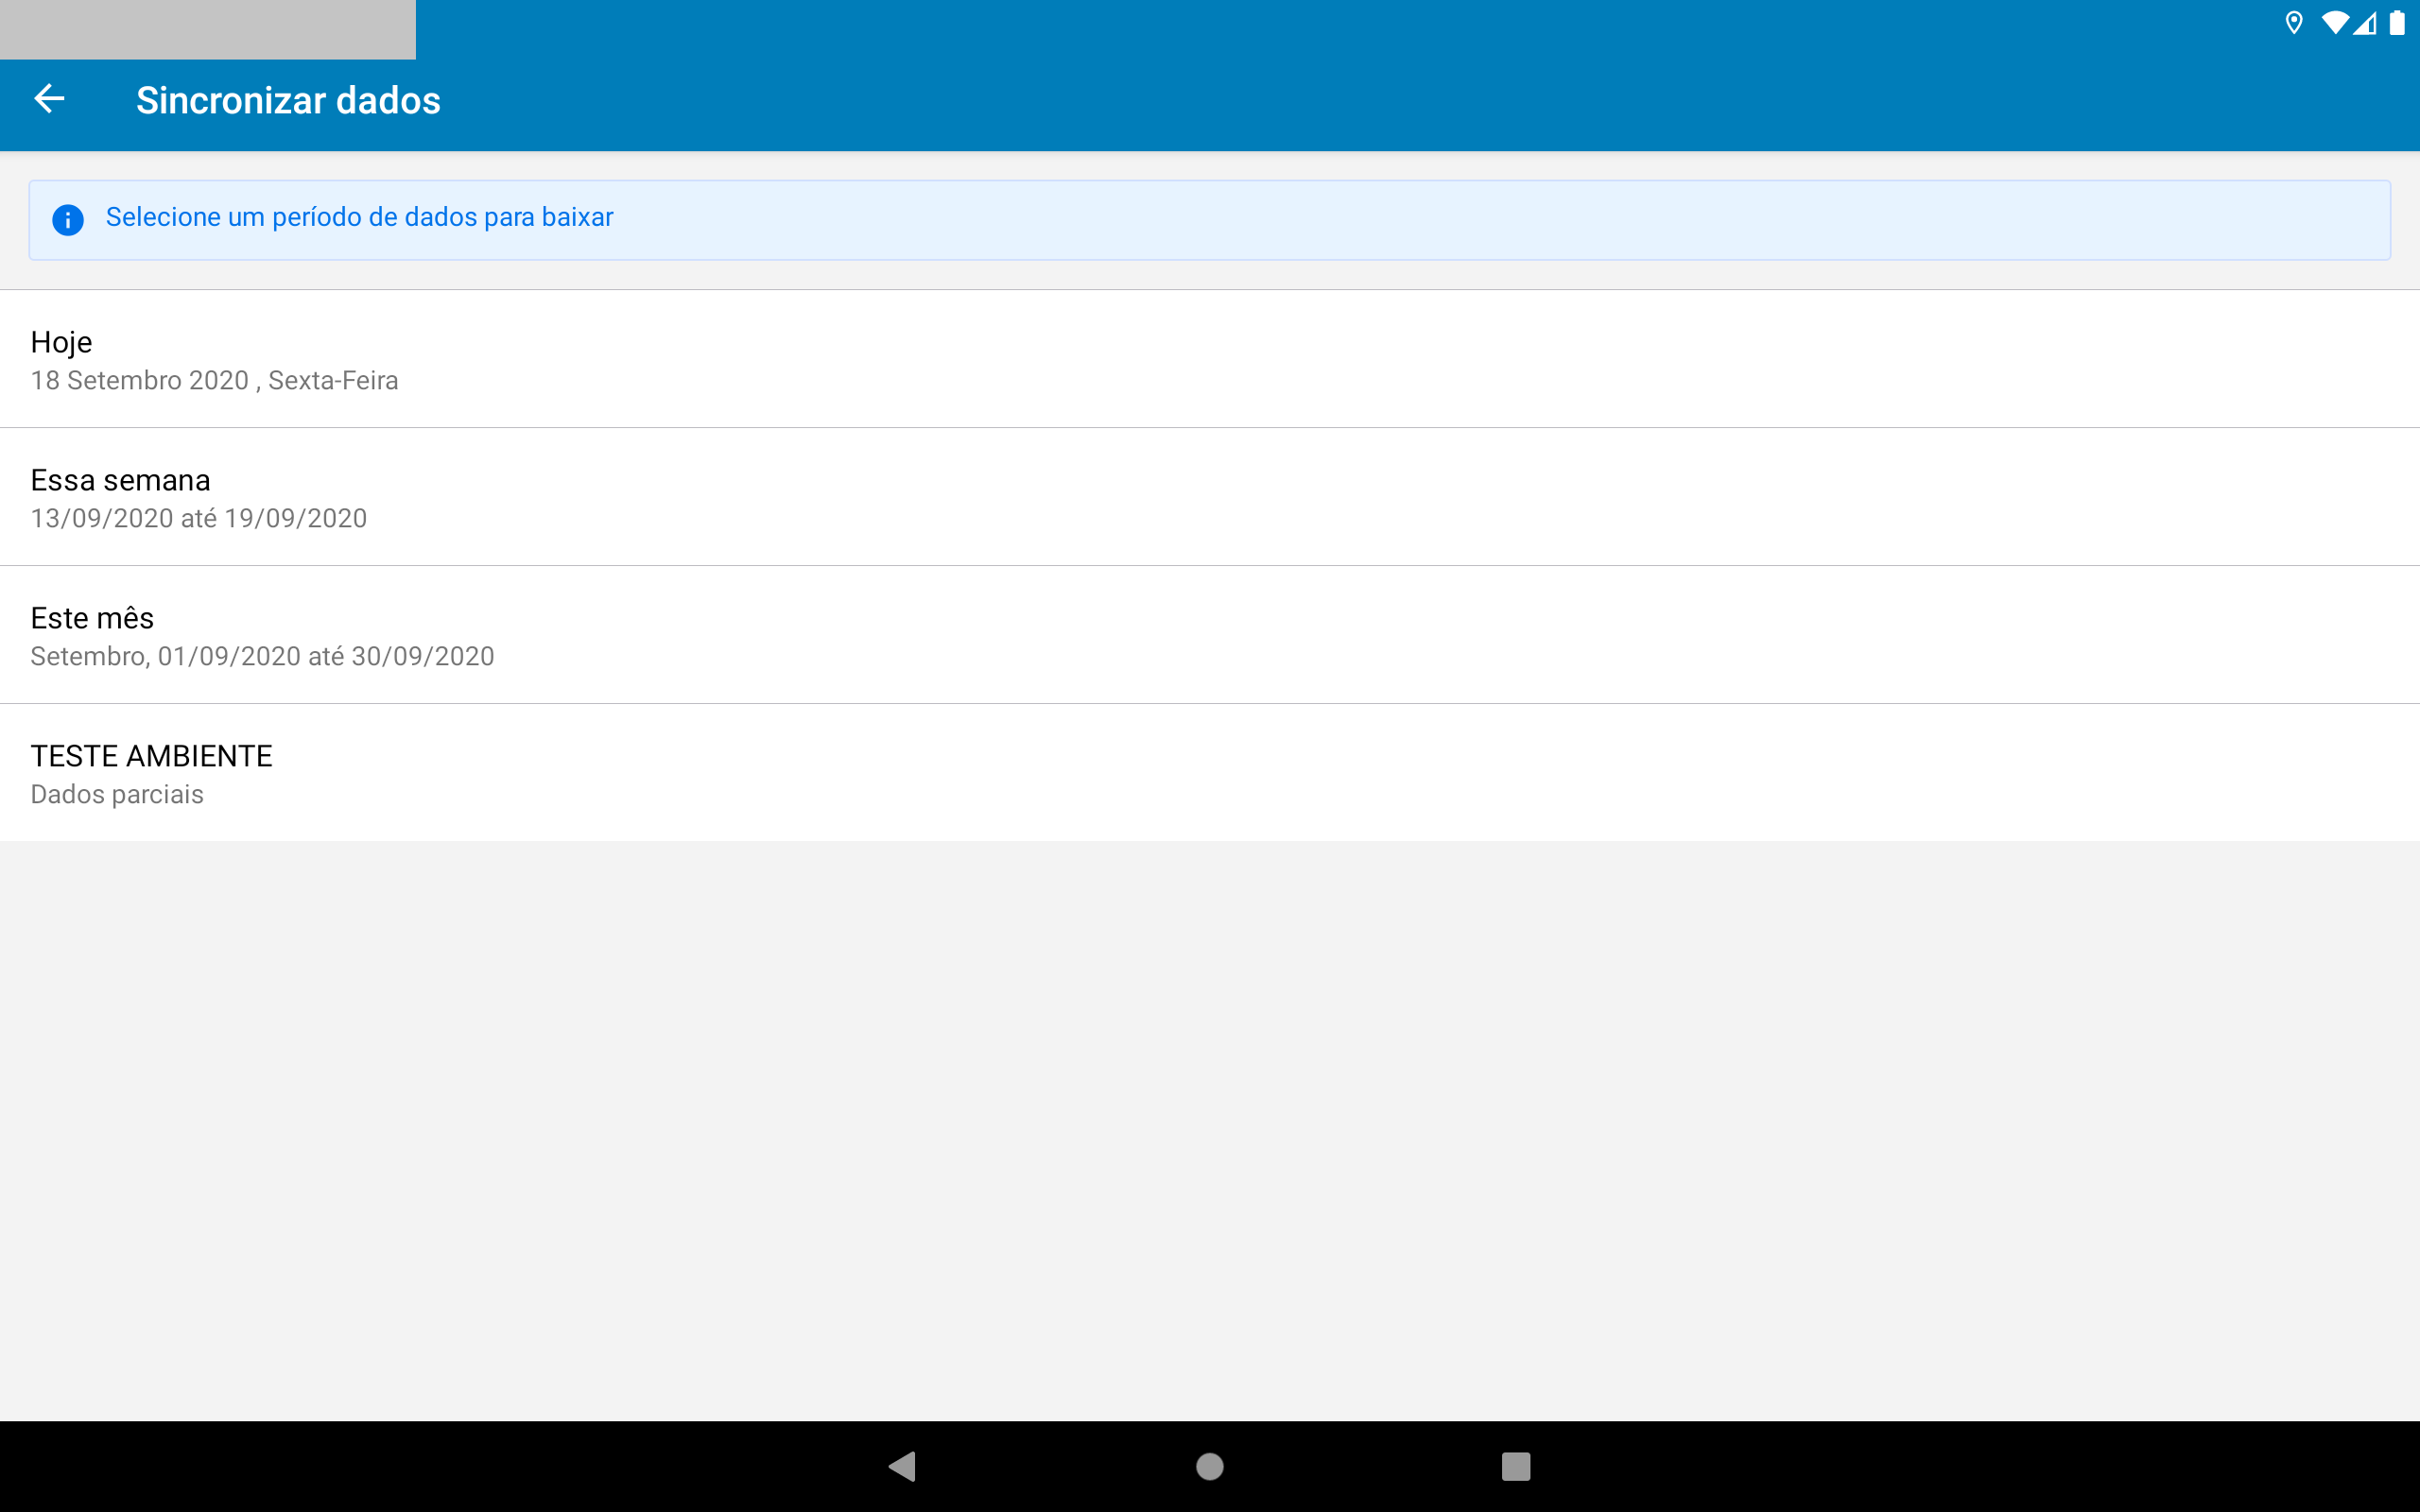 Sincronizar dados
Selecione um período de dados para baixar
Hoje
18 Setembro 2020 , Sexta-Feira
Essa semana
13/09/2020 até 19/09/2020
Este mês
Setembro, 01/09/2020 até 30/09/2020
TESTE AMBIENTE
Dados parciais